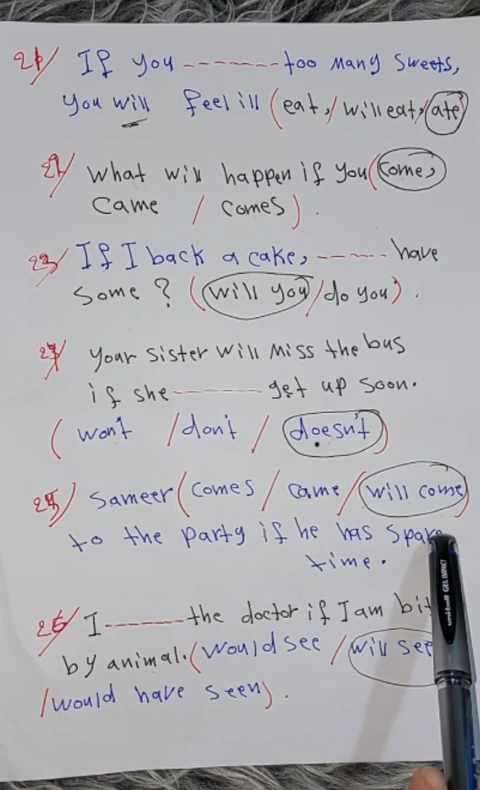 21/ If you ------- too many sweets,
you will feel ill (eat, / will eat, / ate)
22/ what will happen if you (come,
came / comes).
23/ If I back a cake, ------ have
some? (will you / do you).
24/ your sister will miss the bus
if she ------- get up soon.
(won't / don't / doesn't)
25/ Sameer (comes / came / will come)
to the party if he has spare
time.
26/ I ------- the doctor if I am
by animal. (would see / will see
/ would have seen).
uni-ball GEL IMPACT